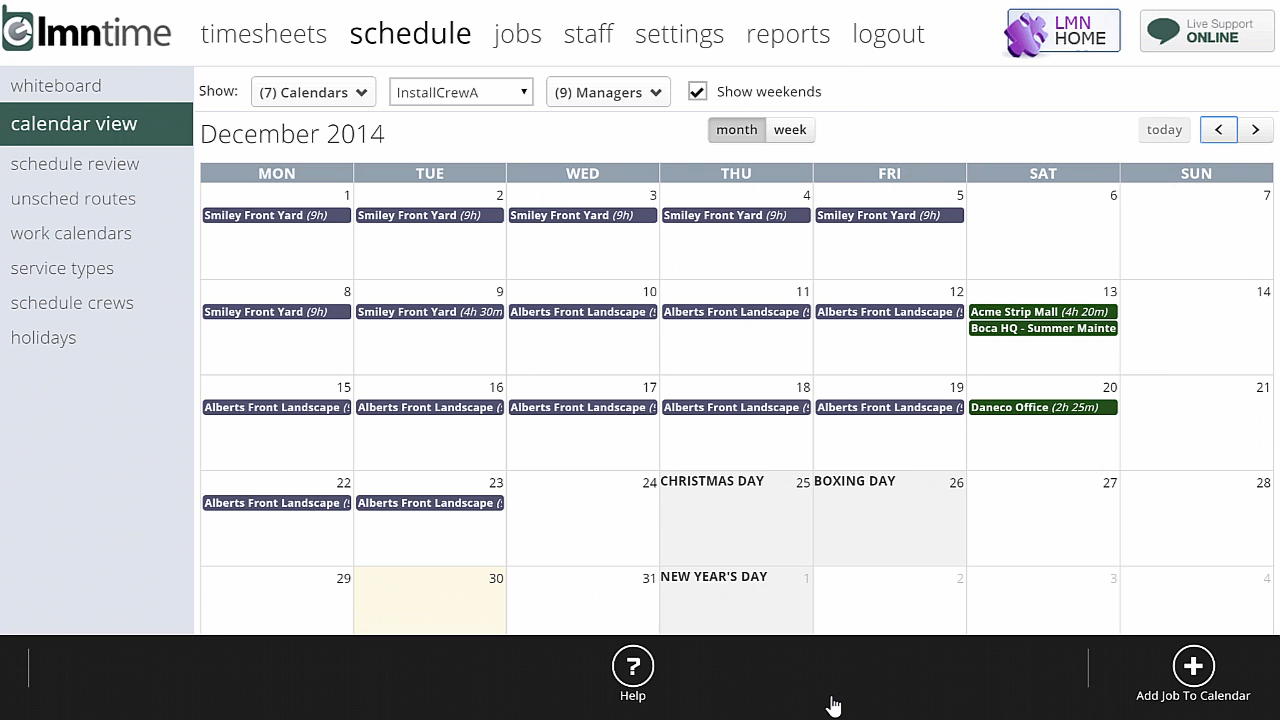 lmntime timesheets schedule jobs staff settings reports logout LMN HOME Live Support ONLINE
whiteboard
calendar view
schedule review
unsched routes
work calendars
service types
schedule crews
holidays
Show: (7) Calendars InstallCrewA (9) Managers Show weekends
December 2014 month week today < >
MON TUE WED THU FRI SAT SUN
1 2 3 4 5 6 7
Smiley Front Yard (9h) Smiley Front Yard (9h) Smiley Front Yard (9h) Smiley Front Yard (9h) Smiley Front Yard (9h)
8 9 10 11 12 13 14
Smiley Front Yard (9h) Smiley Front Yard (4h 30m Alberts Front Landscape ( Alberts Front Landscape ( Alberts Front Landscape ( Acme Strip Mall (4h 20m)
Boca HQ - Summer Mainte
15 16 17 18 19 20 21
Alberts Front Landscape ( Alberts Front Landscape ( Alberts Front Landscape ( Alberts Front Landscape ( Alberts Front Landscape ( Daneco Office (2h 25m)
22 23 24 CHRISTMAS DAY 25 BOXING DAY 26 27 28
Alberts Front Landscape ( Alberts Front Landscape (
29 30 31 NEW YEAR'S DAY 1 2 3 4
? Help
+ Add Job To Calendar